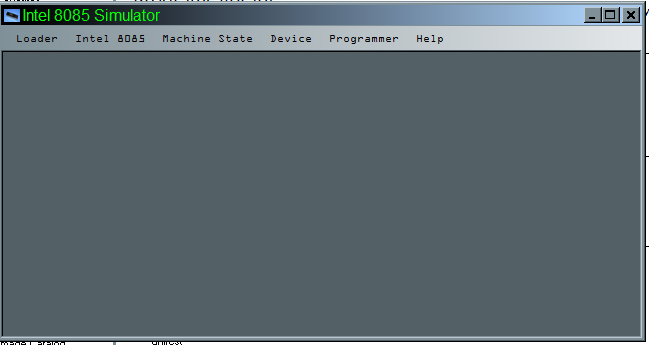 Intel 8085 Simulator
Loader Intel 8085 Machine State Device Programmer Help